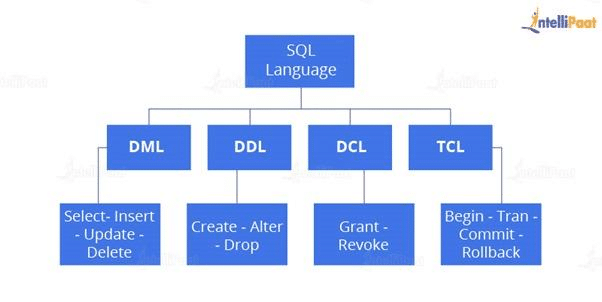 IntelliPaat
SQL
Language
DML
DDL
DCL
TCL
Select- Insert
- Update -
Delete
Create - Alter
- Drop
Grant -
Revoke
Begin - Tran -
Commit -
Rollback